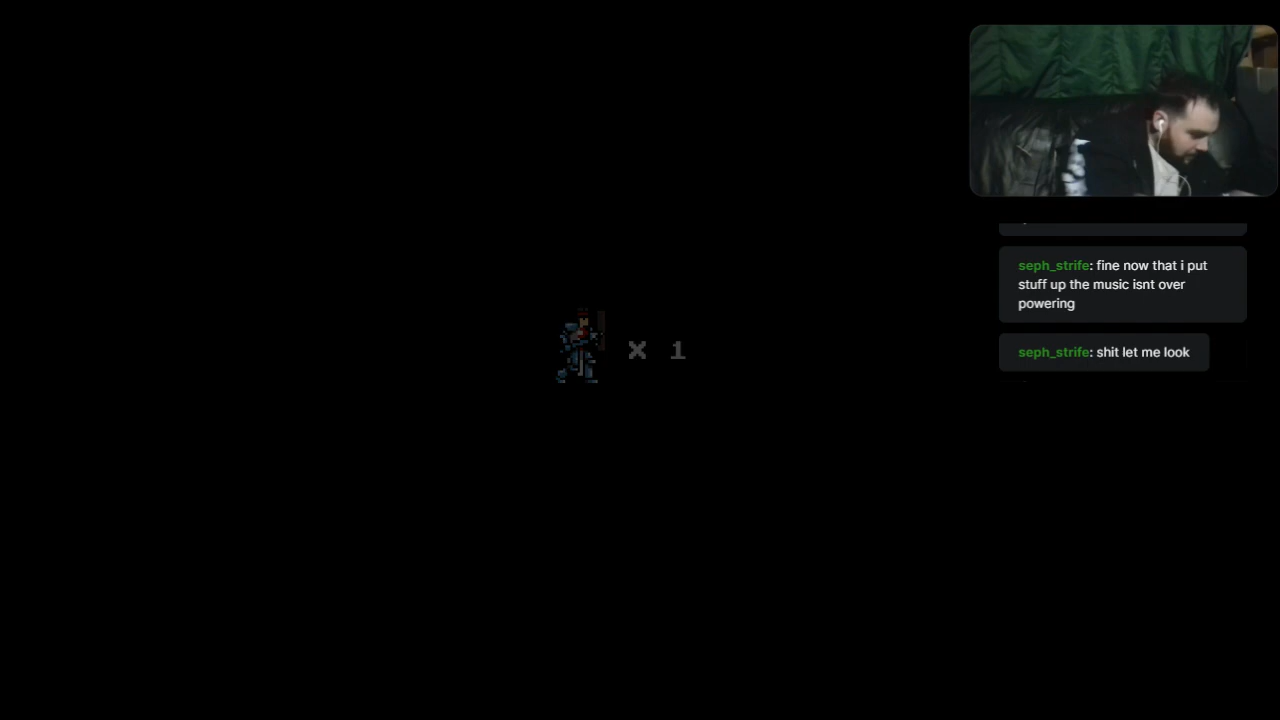 seph_strife: fine now that i put
stuff up the music isnt over
powering
seph_strife: shit let me look
x 1